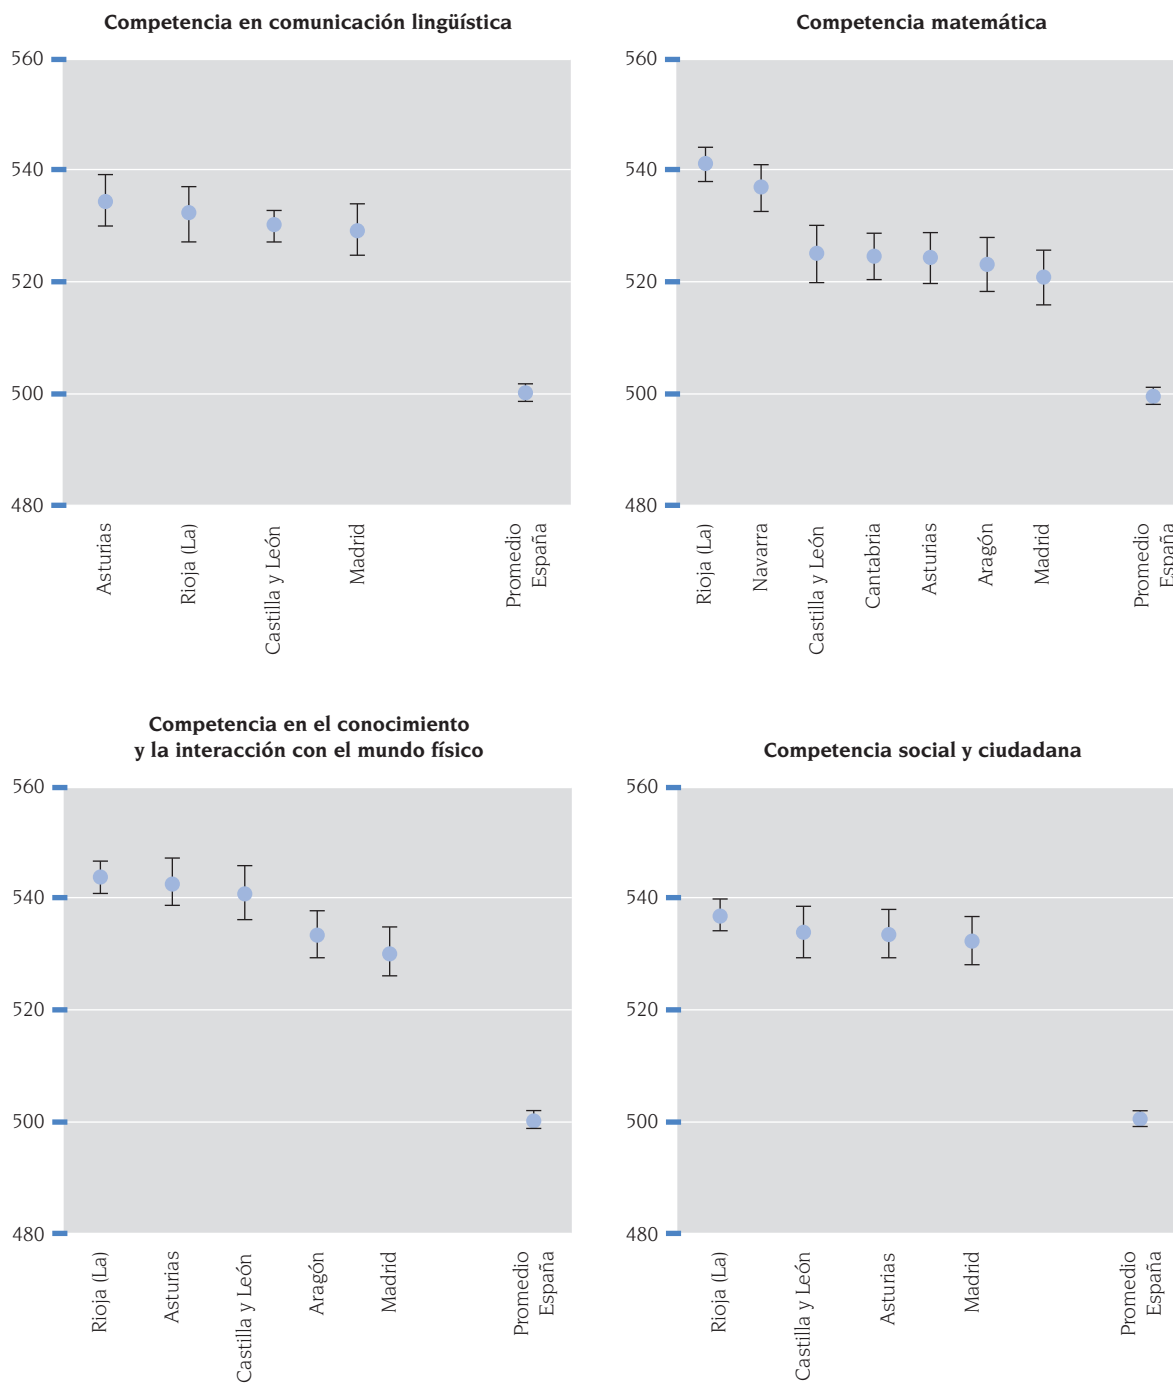 Competencia en comunicación lingüística
560
540
520
500
480
Asturias
Rioja (La)
Castilla y León
Madrid
Promedio
España
Competencia matemática
560
540
520
500
480
Rioja (La)
Navarra
Castilla y León
Cantabria
Asturias
Aragón
Madrid
Promedio
España
Competencia en el conocimiento
y la interacción con el mundo físico
560
540
520
500
480
Rioja (La)
Asturias
Castilla y León
Aragón
Madrid
Promedio
España
Competencia social y ciudadana
560
540
520
500
480
Rioja (La)
Castilla y León
Asturias
Madrid
Promedio
España